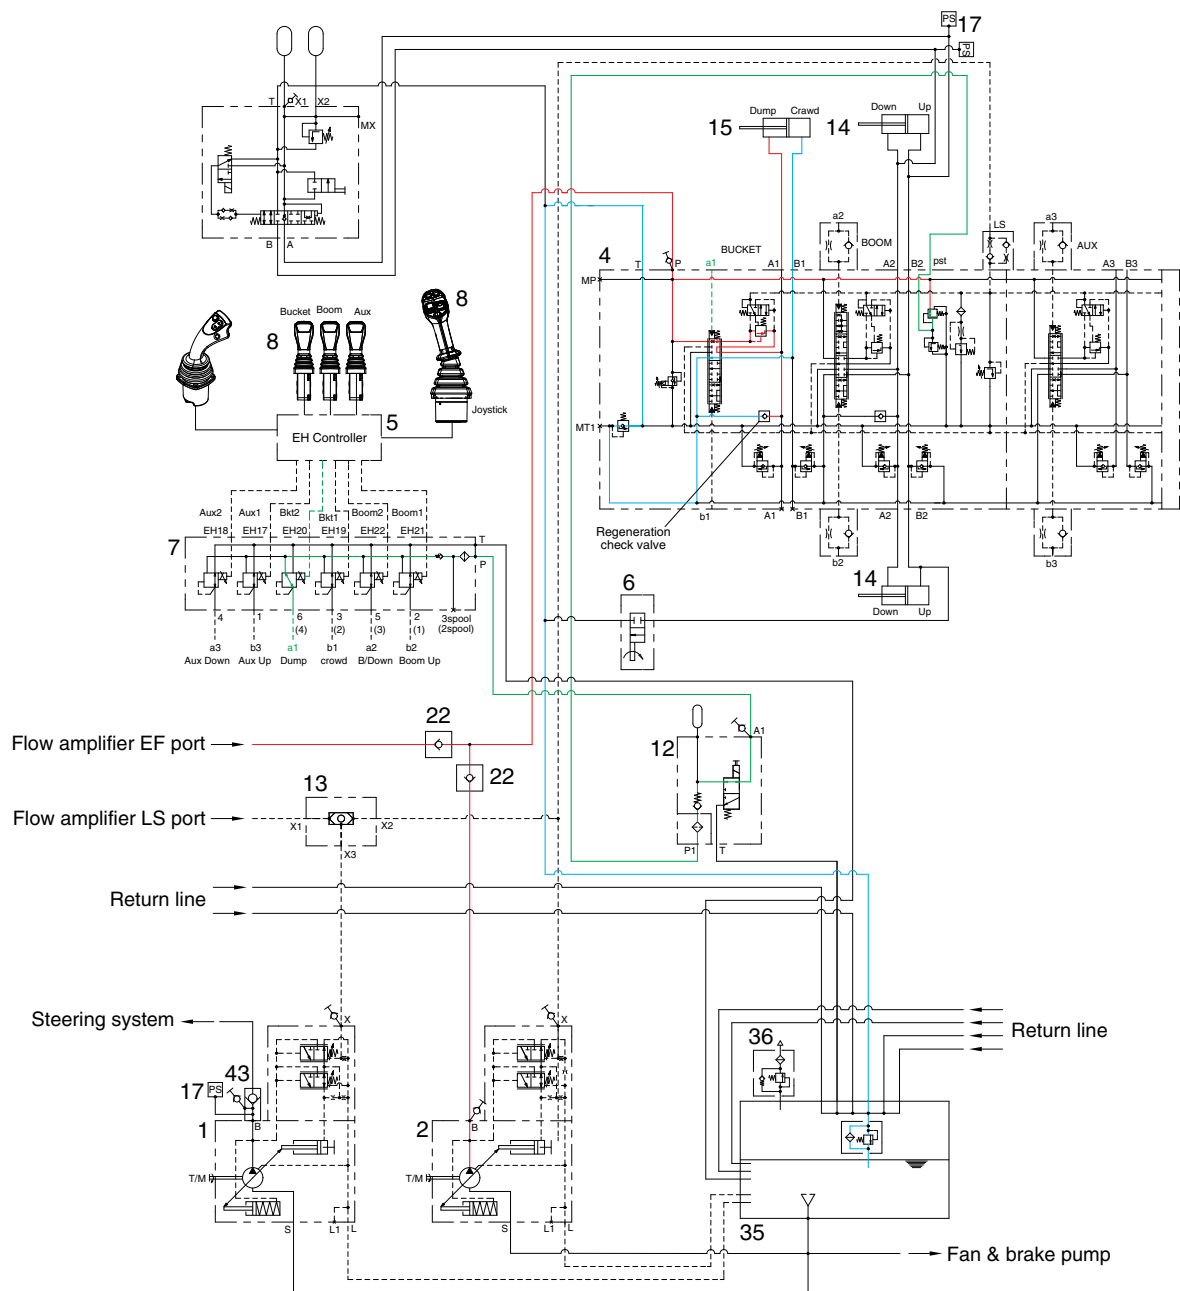 PS 17
PS
T X1 X2
MX
B A
Dump Crawd
15
Down Up
14
a2
BOOM
LS
a3
AUX
BUCKET
4
T P a1 A1 B1 A2 B2 pst A3 B3
MP
MT1
b1 A1 B1 A2 B2
b2
b3
Regeneration
check valve
Bucket Boom Aux
8
8
Joystick
5
EH Controller
Aux2 Aux1 Bkt2 Bkt1 Boom2 Boom1
EH18 EH17 EH20 EH19 EH22 EH21
7
T
P
4 1 6 3 5 2 3spool
(4) (2) (3) (1) (2spool)
a3 b3 a1 b1 a2 b2
Aux Down Aux Up Dump crowd B/Down Boom Up
6
14
Down Up
22
Flow amplifier EF port
22
12
A1
P1 T
13
Flow amplifier LS port
X1 X2
X3
Return line
Steering system
X
X
17 PS
43
1
B
2
B
T/M
T/M
S L1 L
S L1 L
36
Return line
35
Fan & brake pump